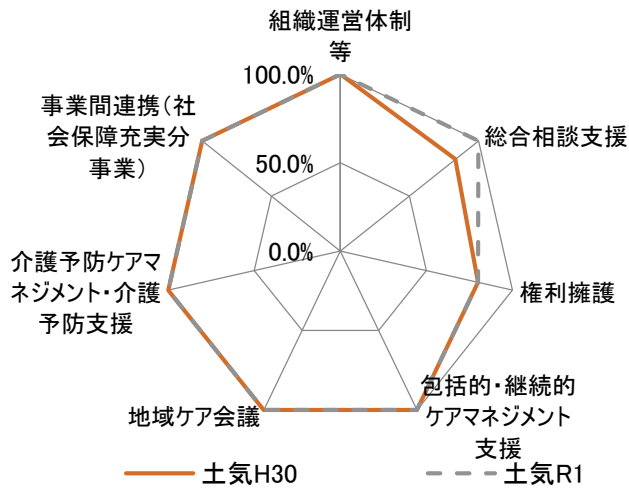 組織運営体制
等
100.0%
事業間連携（社
会保障充実分
事業）
総合相談支援
50.0%
0.0%
介護予防ケアマ
ネジメント・介護
予防支援
権利擁護
地域ケア会議
包括的・継続的
ケアマネジメント
支援
土気H30
土気R1